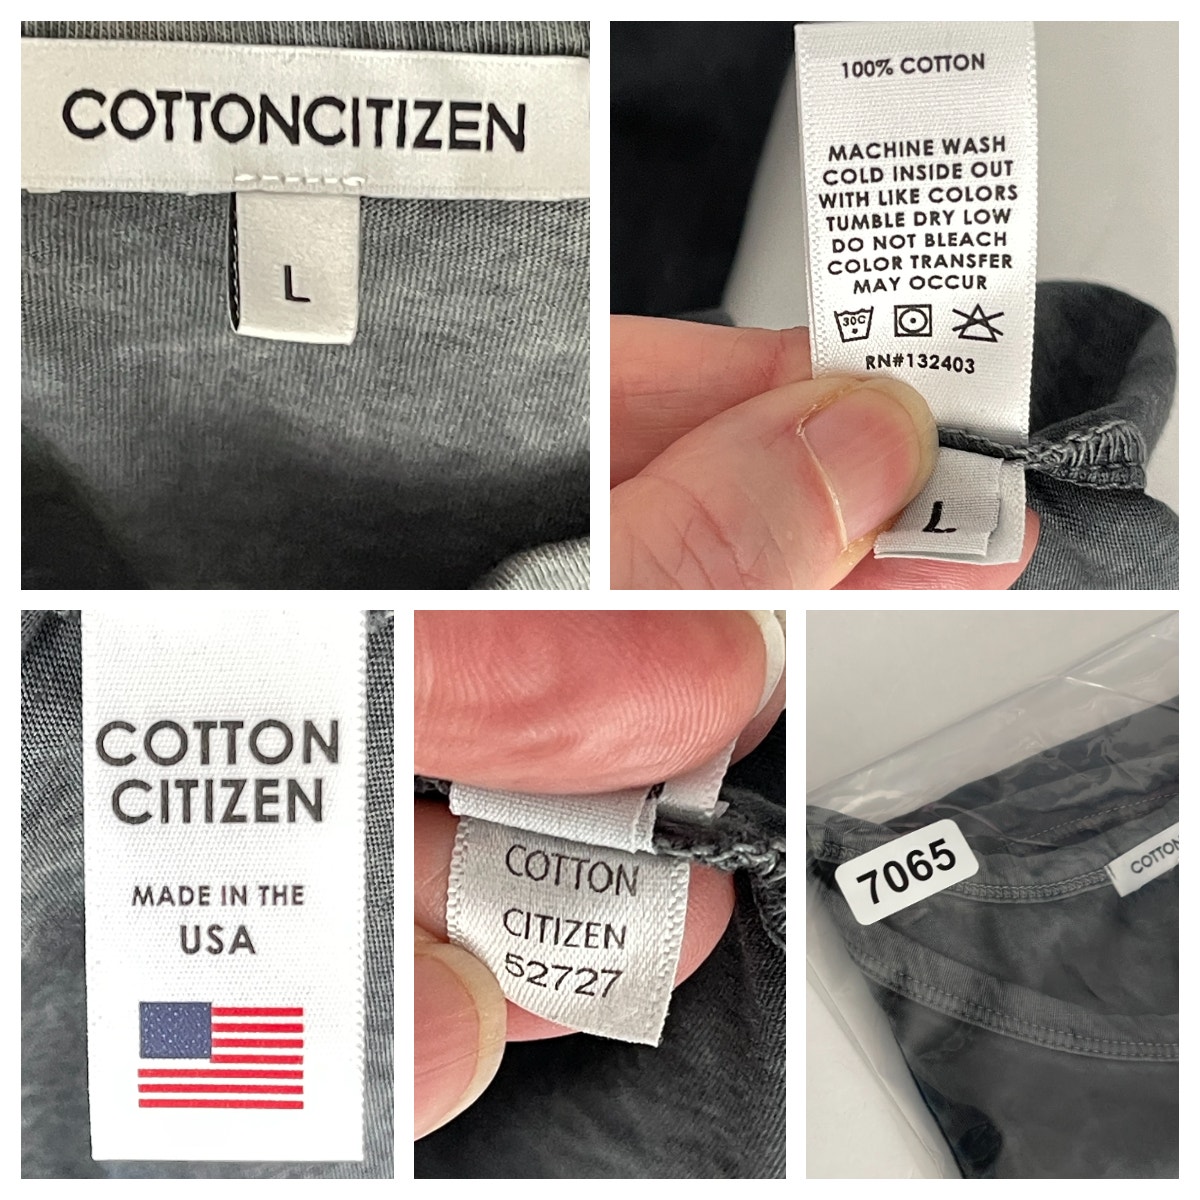 COTTONCITIZEN
L
100% COTTON
MACHINE WASH
COLD INSIDE OUT
WITH LIKE COLORS
TUMBLE DRY LOW
DO NOT BLEACH
COLOR TRANSFER
MAY OCCUR
30C
RN#132403
L
COTTON
CITIZEN
MADE IN THE
USA
COTTON
CITIZEN
52727
7065
COTTON